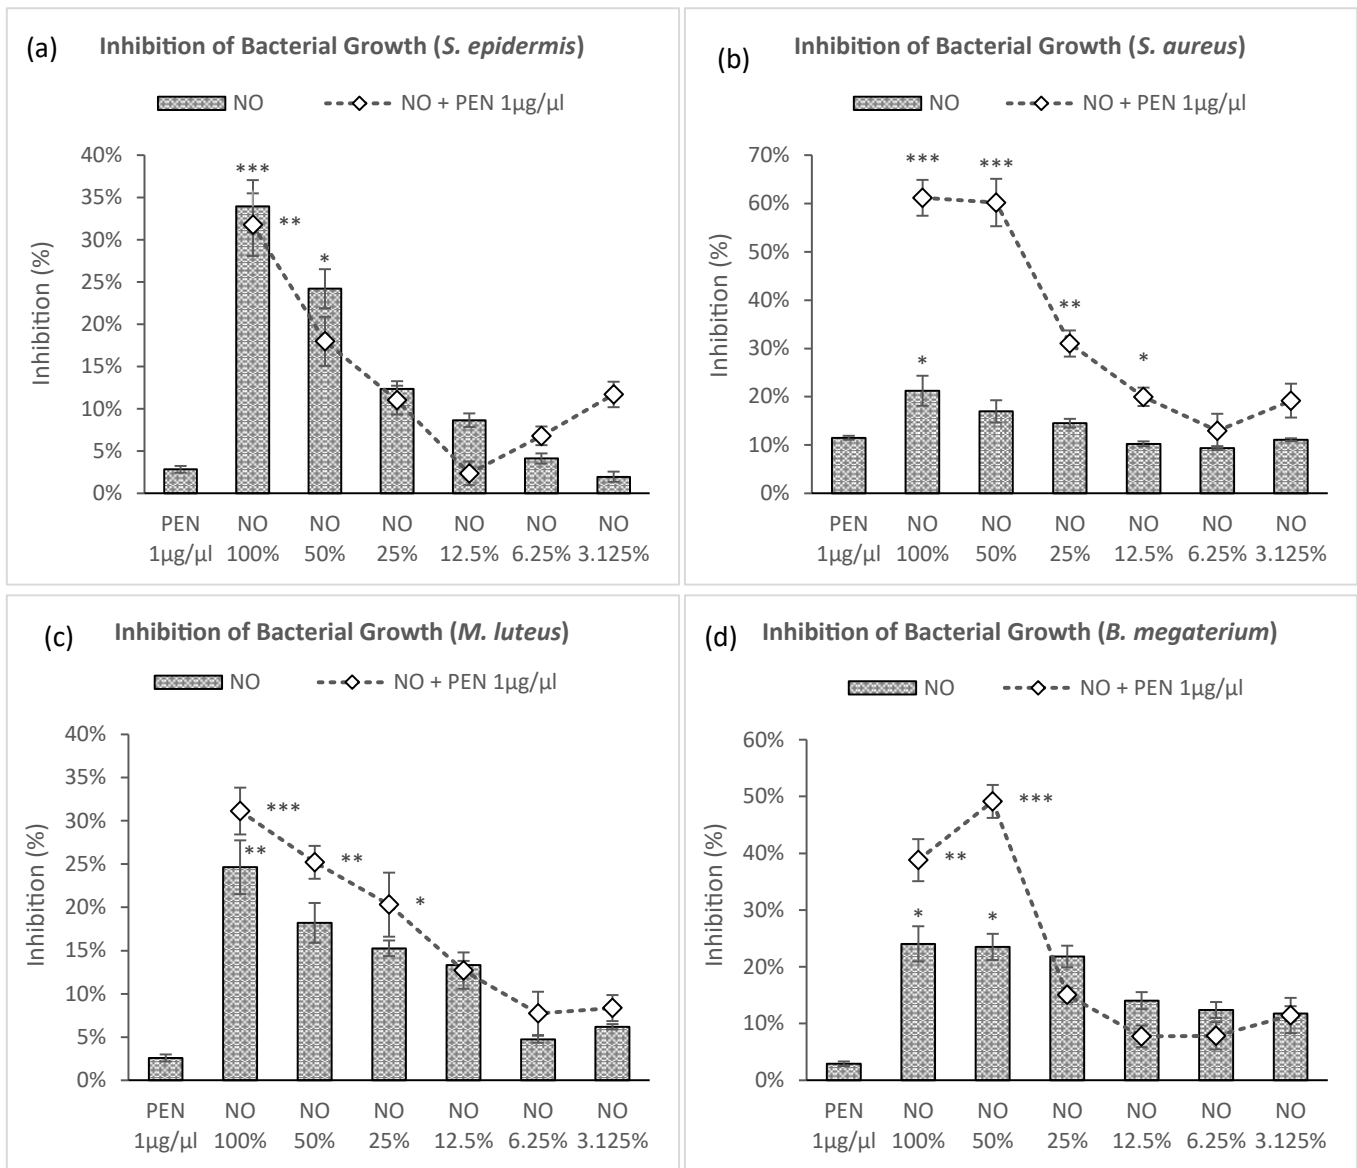 (a) Inhibition of Bacterial Growth (S. epidermis)
NO NO + PEN 1µg/µl
40%
35%
30%
25%
20%
15%
10%
5%
0%
Inhibition (%)
***
**
*
PEN NO NO NO NO NO NO
1µg/µl 100% 50% 25% 12.5% 6.25% 3.125%
(b) Inhibition of Bacterial Growth (S. aureus)
NO NO + PEN 1µg/µl
70%
60%
50%
40%
30%
20%
10%
0%
Inhibition (%)
*** ***
**
* *
PEN NO NO NO NO NO NO
1µg/µl 100% 50% 25% 12.5% 6.25% 3.125%
(c) Inhibition of Bacterial Growth (M. luteus)
NO NO + PEN 1µg/µl
40%
35%
30%
25%
20%
15%
10%
5%
0%
Inhibition (%)
***
** **
*
PEN NO NO NO NO NO NO
1µg/µl 100% 50% 25% 12.5% 6.25% 3.125%
(d) Inhibition of Bacterial Growth (B. megaterium)
NO NO + PEN 1µg/µl
60%
50%
40%
30%
20%
10%
0%
Inhibition (%)
***
**
* *
PEN NO NO NO NO NO NO
1µg/µl 100% 50% 25% 12.5% 6.25% 3.125%